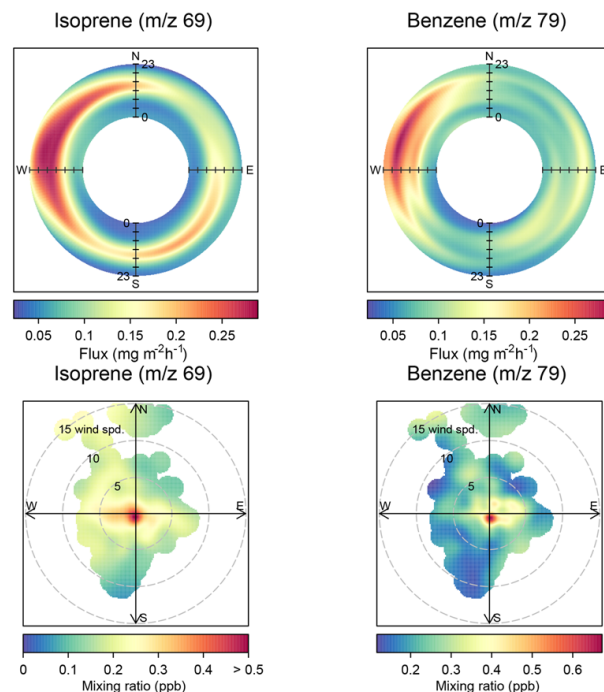 Isoprene (m/z 69)
Benzene (m/z 79)
N
23
0
W
E
0
23
S
N
23
0
W
E
0
23
S
0.05 0.1 0.15 0.2 0.25
Flux (mg m⁻²h⁻¹)
0.05 0.1 0.15 0.2 0.25
Flux (mg m⁻²h⁻¹)
Isoprene (m/z 69)
Benzene (m/z 79)
N
15 wind spd.
10
5
W
E
S
N
15 wind spd.
10
5
W
E
S
0 0.1 0.2 0.3 0.4 > 0.5
Mixing ratio (ppb)
0.2 0.3 0.4 0.5 0.6
Mixing ratio (ppb)